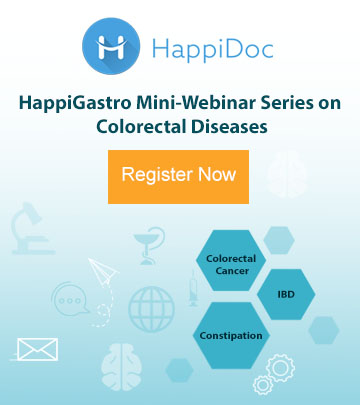 HappiDoc
HappiGastro Mini-Webinar Series on
Colorectal Diseases
Register Now
Colorectal
Cancer
IBD
Constipation